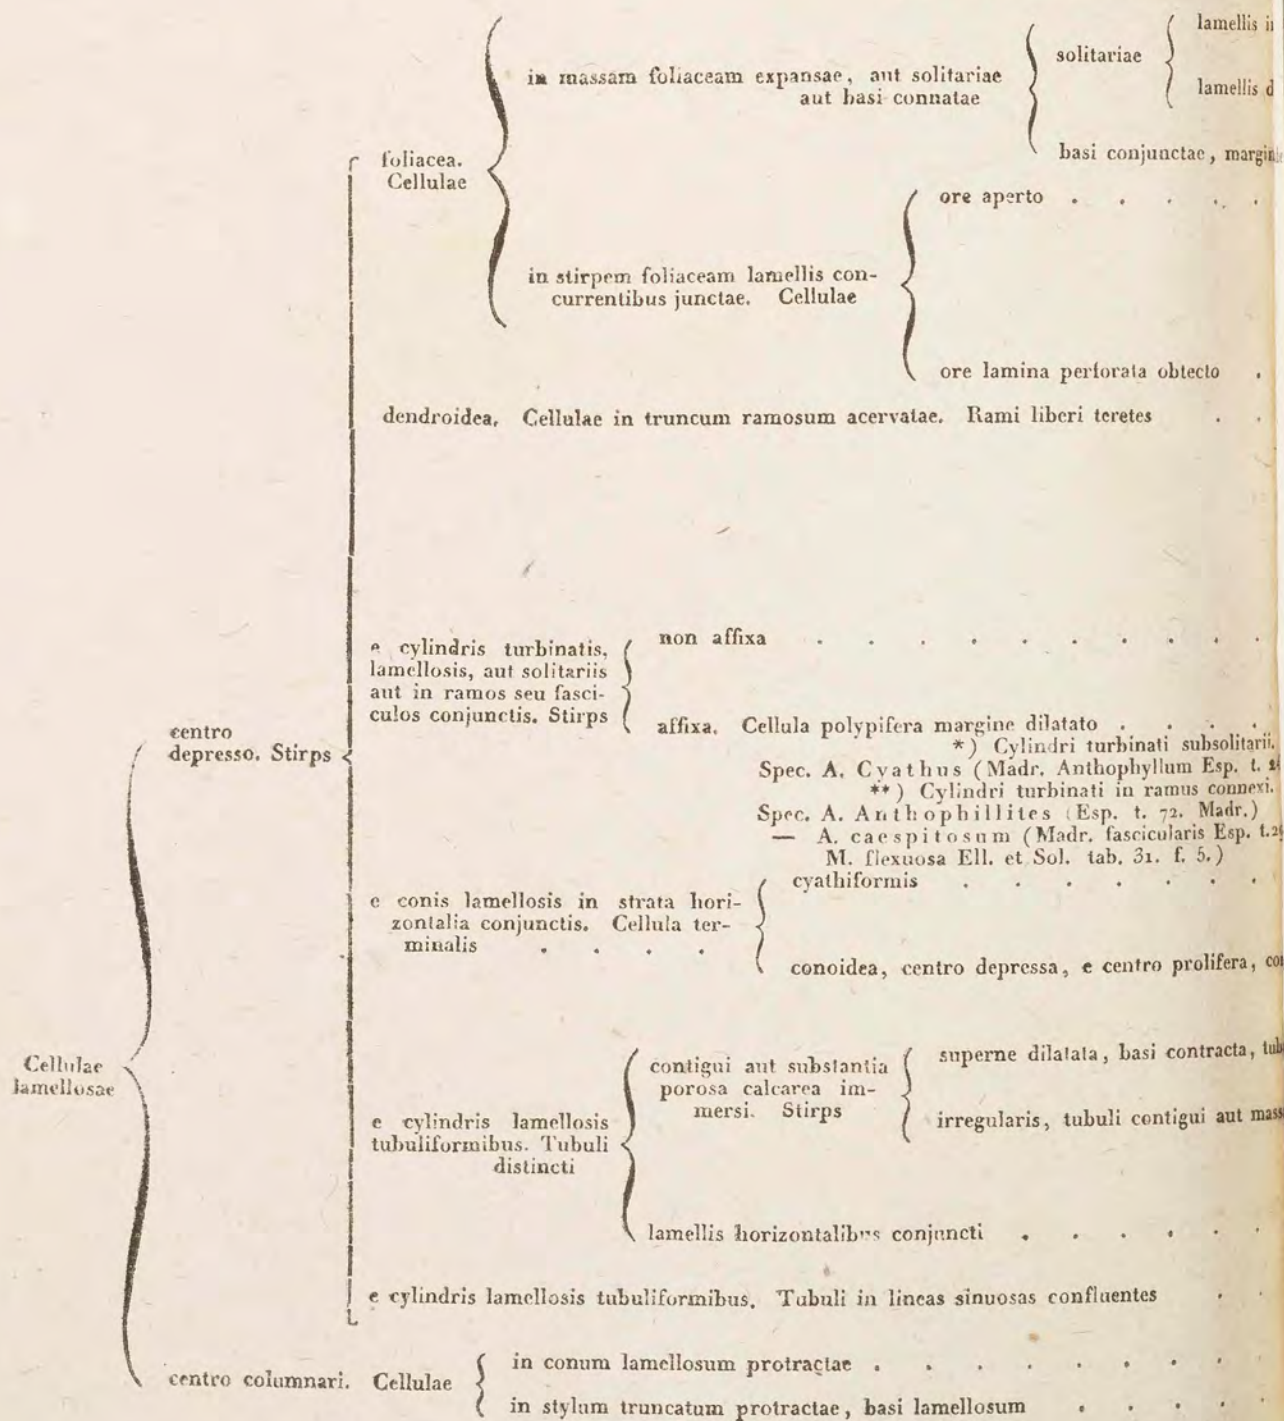 lamellis
solitariae
in massam foliaceam expansae, aut solitariae
aut basi connatae
lamellis
basi conjunctae,
foliacea.
Cellulae
ore aperto . . . . .
in stirpem foliaceam lamellis con-
currentibus junctae. Cellulae
ore lamina perforata obtecto .
dendroidea, Cellulae in truncum ramosum acervatae. Rami liberi teretes . .
non affixa . . . . . . . . .
e cylindris turbinatis,
lamellosis, aut solitariis
aut in ramos seu fasci-
culos conjunctis. Stirps
affixa. Cellula polypifera margine dilatato . . . .
*) Cylindri turbinati subsolitarii.
Spec. A. Cyathus (Madr. Anthophyllum Esp. t.
**) Cylindri turbinati in ramus connexi.
Spec. A. Anthophillites (Esp. t. 72. Madr.)
— A. caespitosum (Madr. fascicularis Esp. t.
M. flexuosa Ell. et Sol. tab. 31. f. 5.)
centro
depresso. Stirps
cyathiformis . . . . . . .
e conis lamellosis in strata hori-
zontalia conjunctis. Cellula ter-
minalis . . . .
conoidea, centro depressa, e centro prolifera,
Cellulae
lamellosae
superne dilatata, basi contracta,
contigui aut substantia
porosa calcarea im-
mersi. Stirps
irregularis, tubuli contigui aut
e cylindris lamellosis
tubuliformibus. Tubuli
distincti
lamellis horizontalibus conjuncti . . . . . .
e cylindris lamellosis tubuliformibus. Tubuli in lineas sinuosas confluentes . .
in conum lamellosum protractae . . . . . . . .
centro columnari. Cellulae
in stylum truncatum protractae, basi lamellosum . . . .